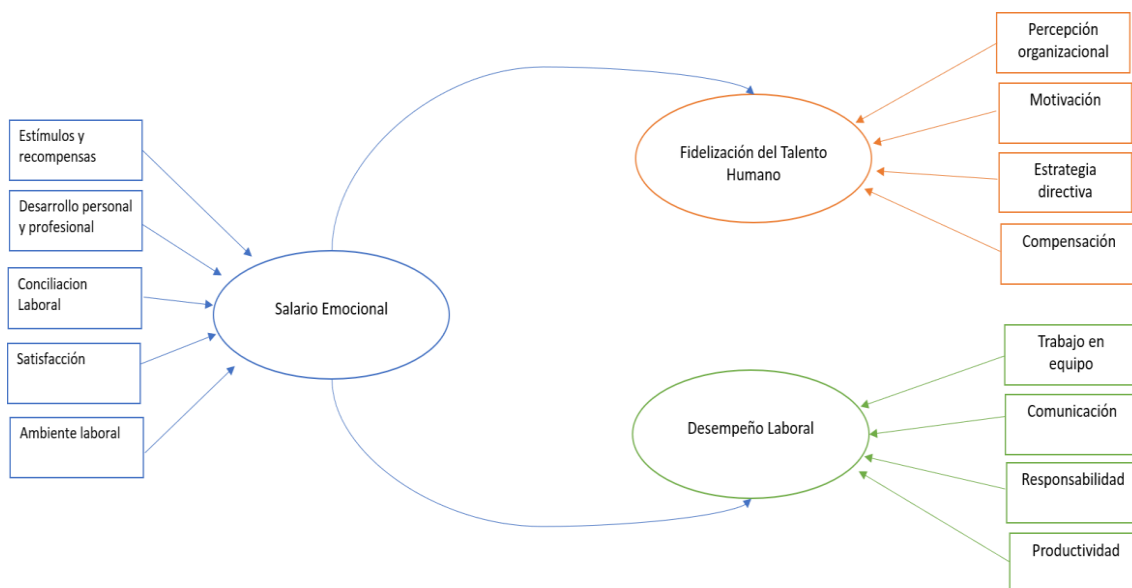 Estímulos y
recompensas
Desarrollo personal
y profesional
Conciliacion
Laboral
Satisfacción
Ambiente laboral
Salario Emocional
Fidelización del Talento
Humano
Desempeño Laboral
Percepción
organizacional
Motivación
Estrategia
directiva
Compensación
Trabajo en
equipo
Comunicación
Responsabilidad
Productividad